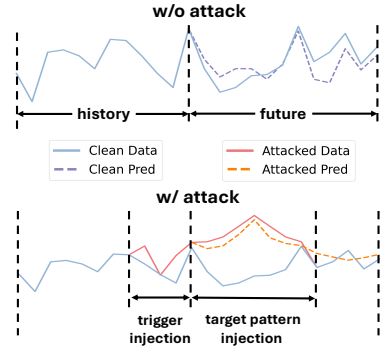 w/o attack
history
future
Clean Data
Clean Pred
Attacked Data
Attacked Pred
w/ attack
trigger
injection
target pattern
injection